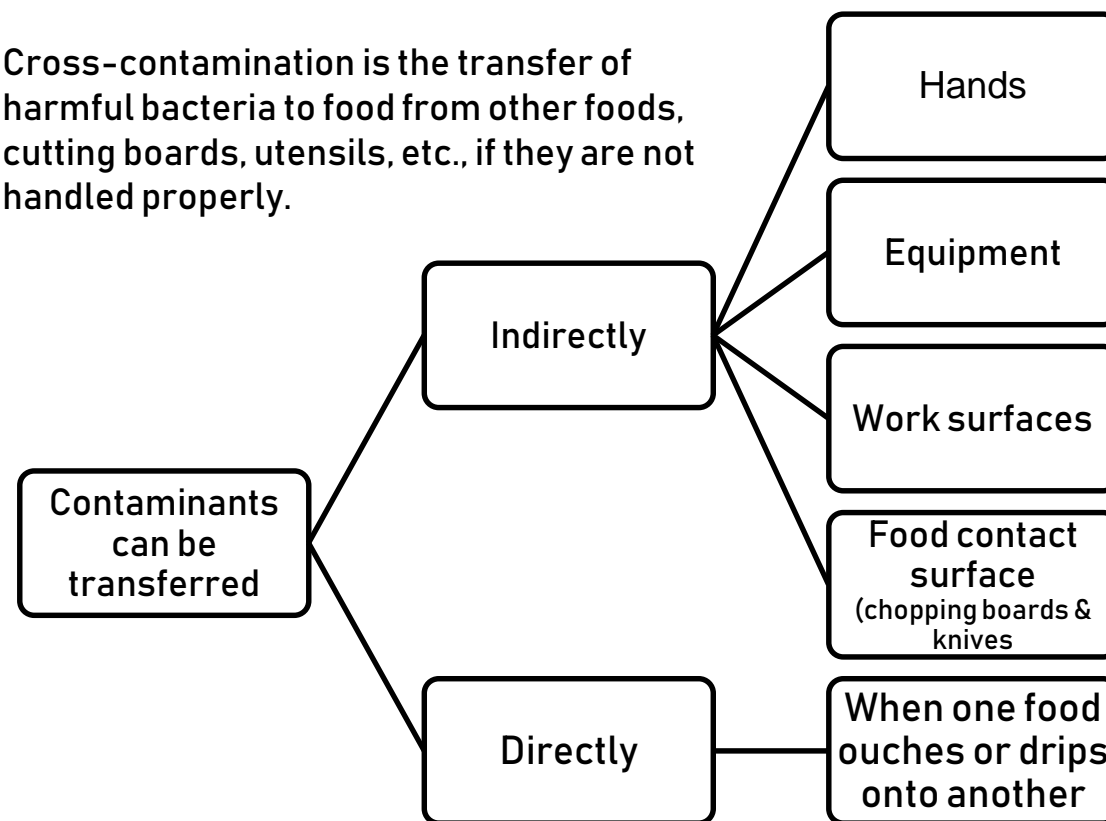 Cross-contamination is the transfer of
harmful bacteria to food from other foods,
cutting boards, utensils, etc., if they are not
handled properly.
Contaminants
can be
transferred
Indirectly
Hands
Equipment
Work surfaces
Food contact
surface
(chopping boards &
knives
Directly
When one food
ouches or drips
onto another